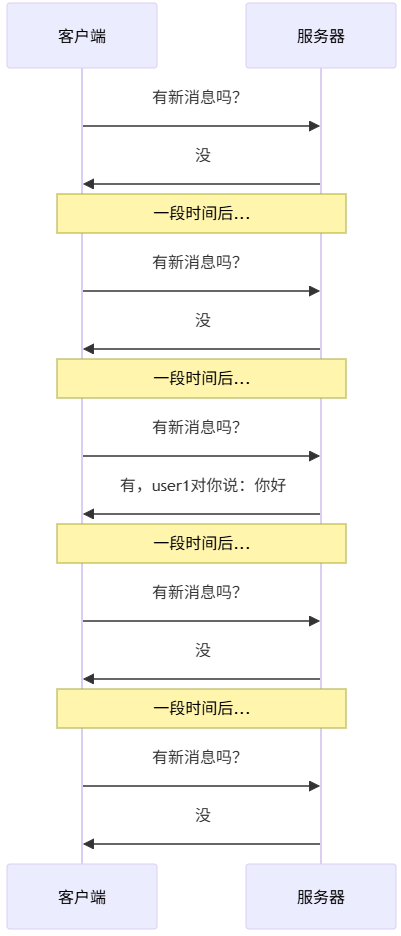 客户端
服务器
有新消息吗？
没
一段时间后...
有新消息吗？
没
一段时间后...
有新消息吗？
有，user1对你说：你好
一段时间后...
有新消息吗？
没
一段时间后...
有新消息吗？
没
客户端
服务器